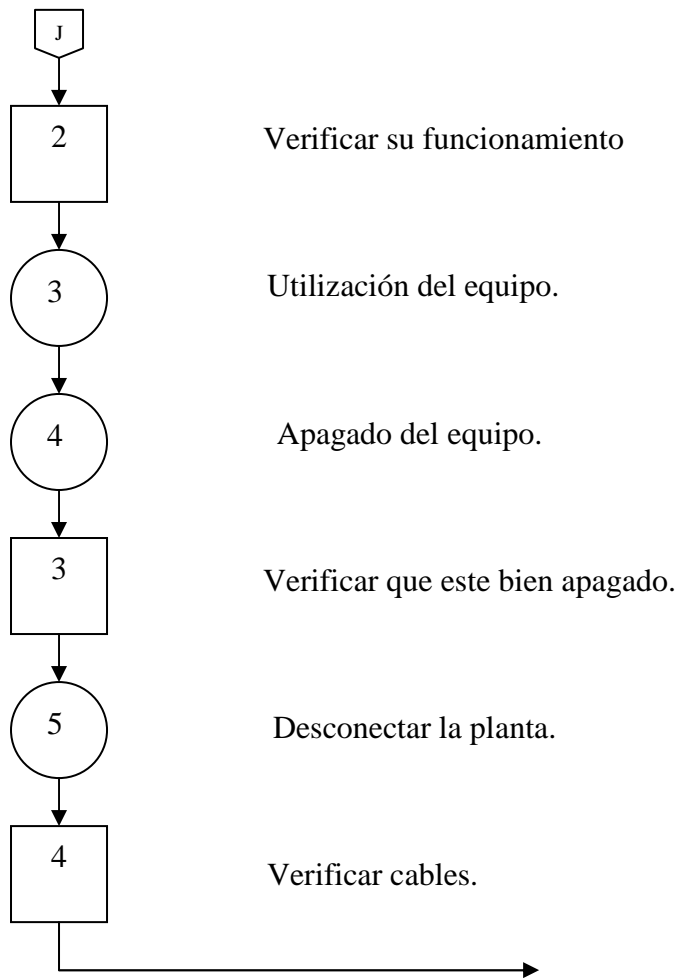 J
2 Verificar su funcionamiento
3 Utilización del equipo.
4 Apagado del equipo.
3 Verificar que este bien apagado.
5 Desconectar la planta.
4 Verificar cables.